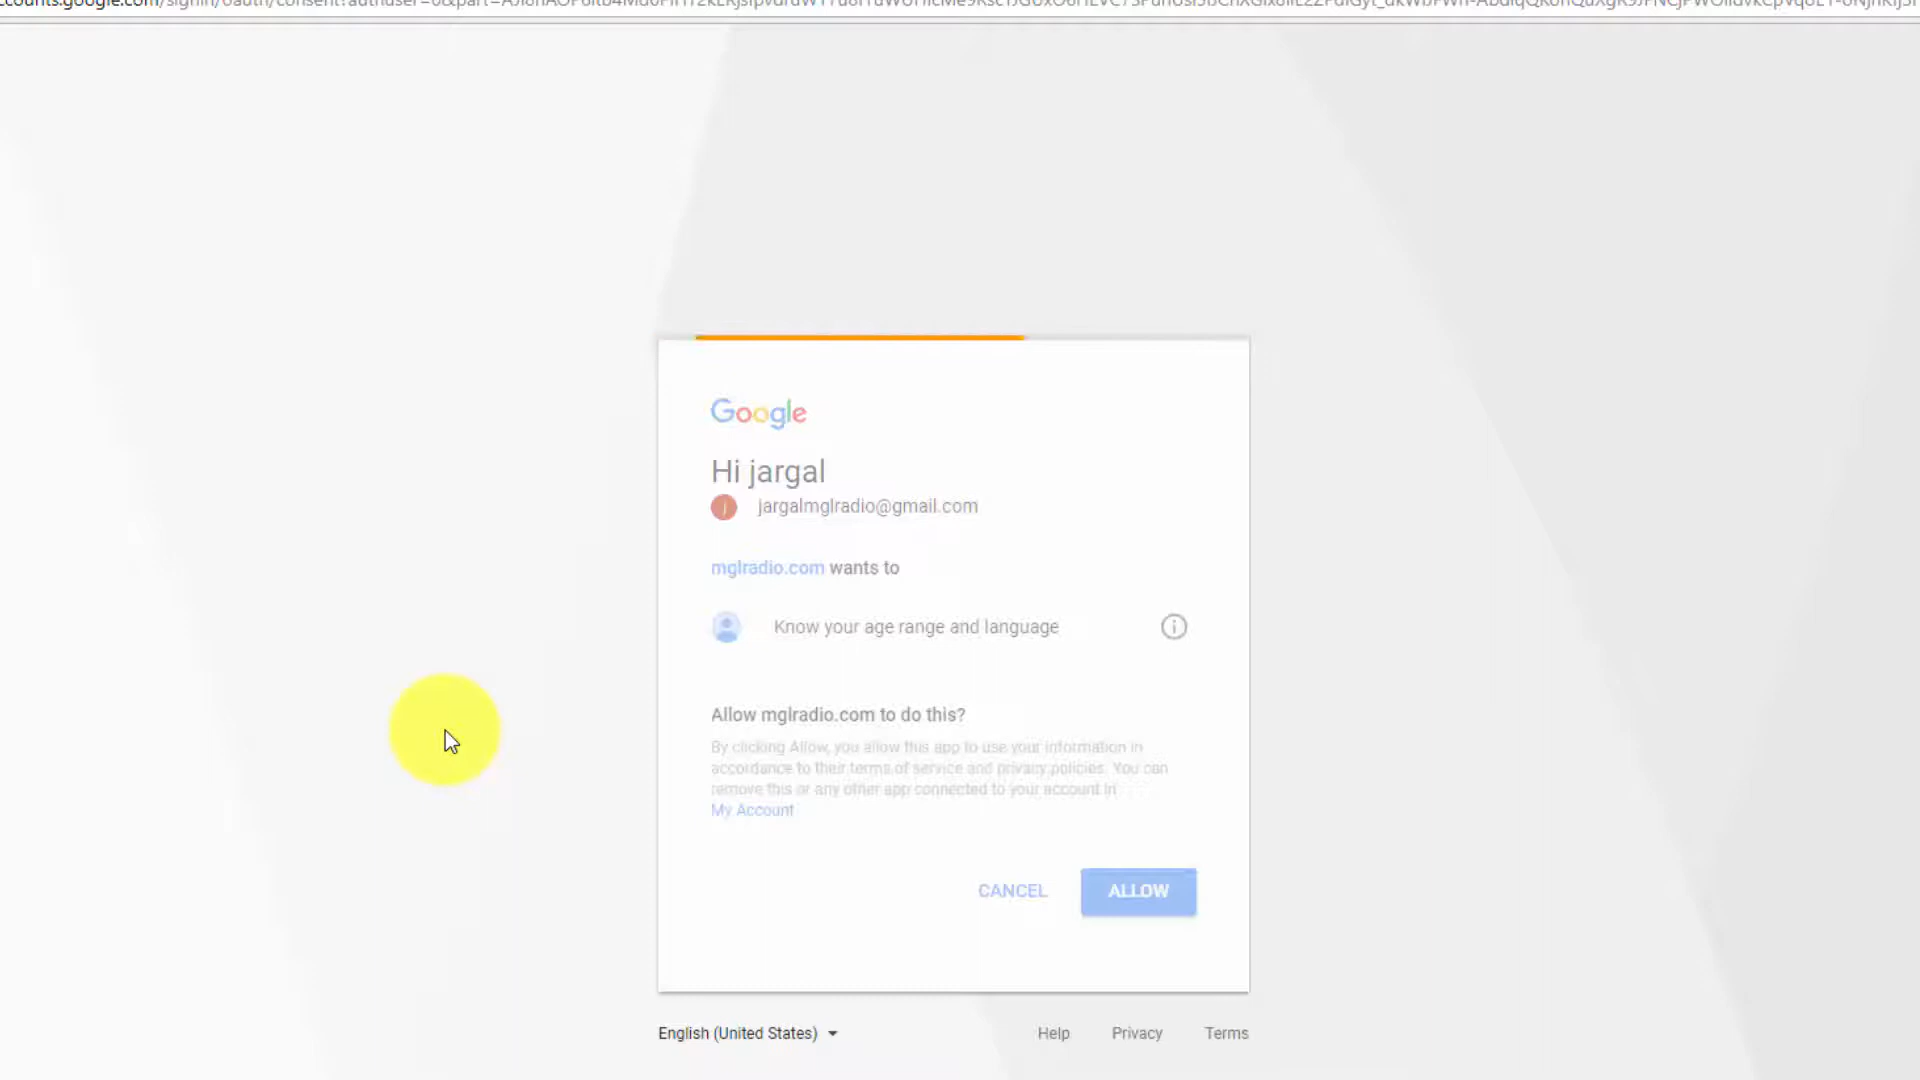 Google
Hi jargal
j
jargalmglradio@gmail.com
mglradio.com wants to
Know your age range and language
Allow mglradio.com to do this?
By clicking Allow, you allow this app to use your information in
accordance to their terms of service and privacy policies. You can
remove this or any other app connected to your account in
My Account
CANCEL
ALLOW
English (United States)
Help
Privacy
Terms